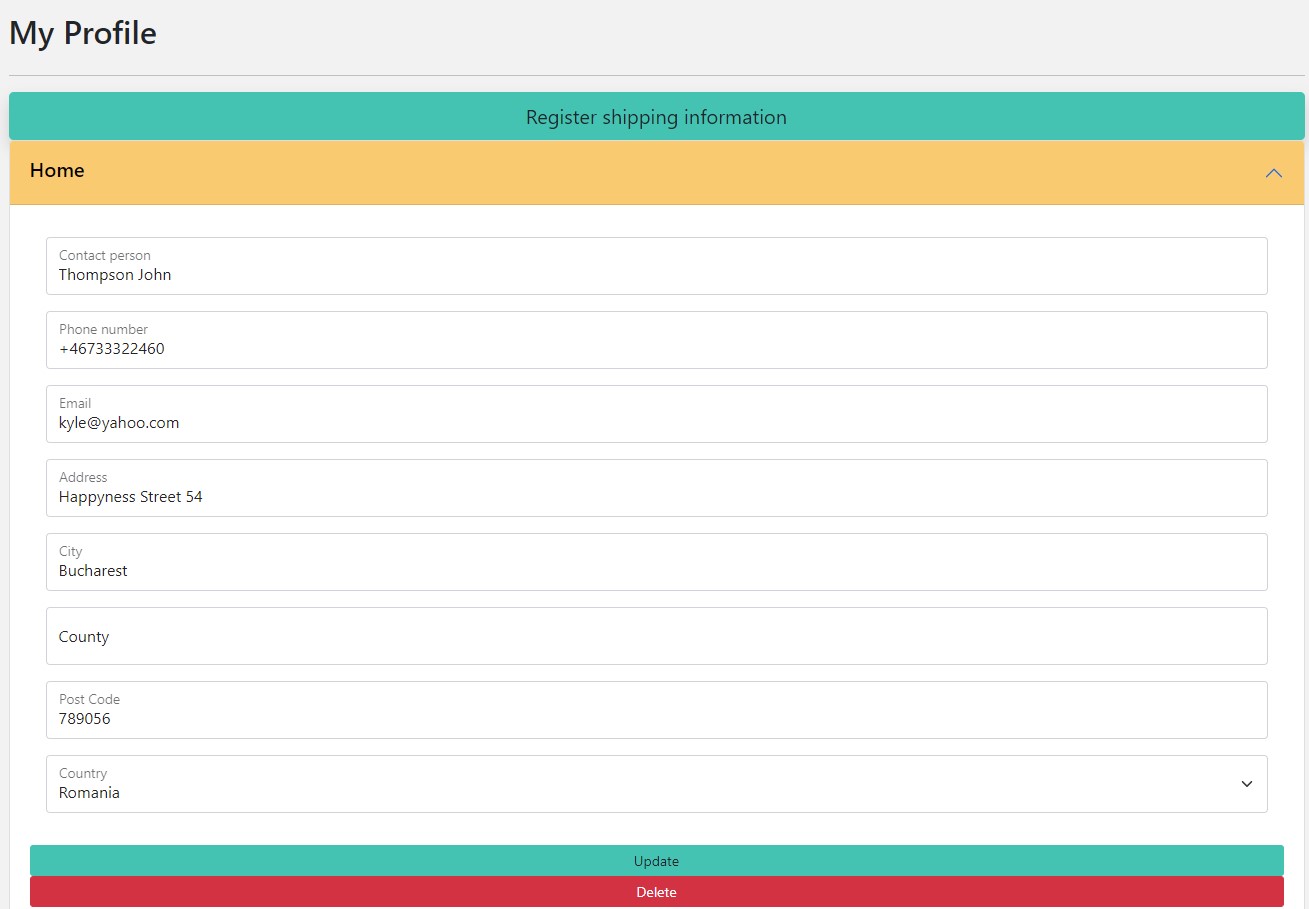 My Profile
Register shipping information
Home
Contact person
Thompson John
Phone number
+46733322460
Email
kyle@yahoo.com
Address
Happyness Street 54
City
Bucharest
County
Post Code
789056
Country
Romania
Update
Delete